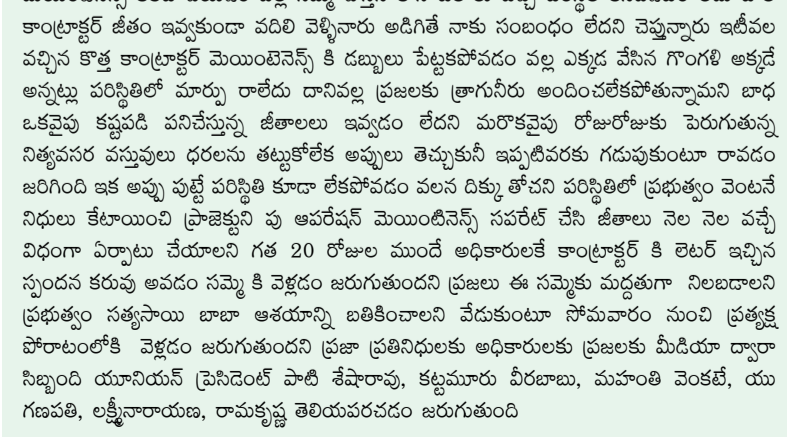 కాంట్రాక్టర్ జీతం ఇవ్వకుండా వదిలి వెళ్ళినారు అడిగితే నాకు సంబంధం లేదని చెప్తున్నారు ఇటీవల
వచ్చిన కొత్త కాంట్రాక్టర్ మెయింటెనెన్స్ కి డబ్బులు పేట్టకపోవడం వల్ల ఎక్కడ వేసిన గొంగళి అక్కడే
అన్నట్లు పరిస్థితిలో మార్పు రాలేదు దానివల్ల ప్రజలకు త్రాగునీరు అందించలేకపోతున్నామని బాధ
ఒకవైపు కష్టపడి పనిచేస్తున్న జీతాలలు ఇవ్వడం లేదని మరొకవైపు రోజురోజుకు పెరుగుతున్న
నిత్యవసర వస్తువులు ధరలను తట్టుకోలేక అప్పులు తెచ్చుకునీ ఇప్పటివరకు గడుపుకుంటూ రావడం
జరిగింది ఇక అప్పు పుట్టే పరిస్థితి కూడా లేకపోవడం వలన దిక్కు తోచని పరిస్థితిలో ప్రభుత్వం వెంటనే
నిధులు కేటాయించి ప్రాజెక్టుని పు ఆపరేషన్ మెయింటినెన్స్ సపరేట్ చేసి జీతాలు నెల నెల వచ్చే
విధంగా ఏర్పాటు చేయాలని గత 20 రోజుల ముందే అధికారులకే కాంట్రాక్టర్ కి లెటర్ ఇచ్చిన
స్పందన కరువు అవడం సమ్మె కి వెళ్లడం జరుగుతుందని ప్రజలు ఈ సమ్మెకు మద్దతుగా నిలబడాలని
ప్రభుత్వం సత్యసాయి బాబా ఆశయాన్ని బతికించాలని వేడుకుంటూ సోమవారం నుంచి ప్రత్యక్ష
పోరాటంలోకి వెళ్లడం జరుగుతుందని ప్రజా ప్రతినిధులకు అధికారులకు ప్రజలకు మీడియా ద్వారా
సిబ్బంది యూనియన్ ప్రెసిడెంట్ పాటి శేషారావు, కట్టమూరు వీరబాబు, మహంతి వెంకటే, యు
గణపతి, లక్ష్మీనారాయణ, రామకృష్ణ తెలియపరచడం జరుగుతుంది